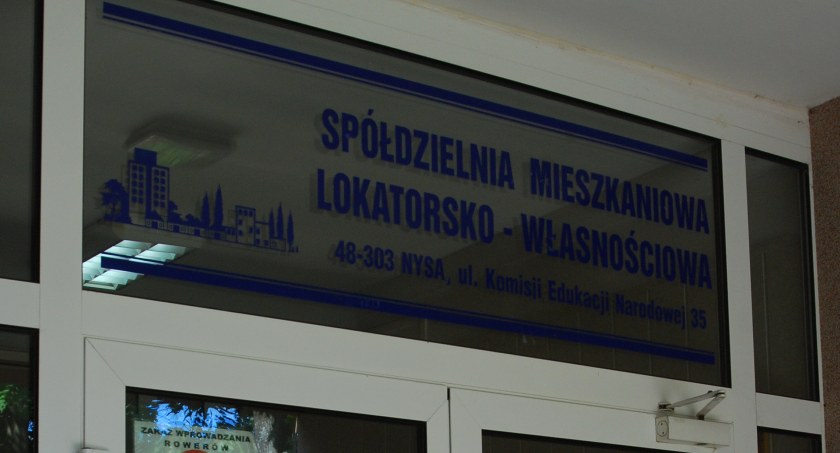 SPÓŁDZIELNIA MIESZKANIOWA
LOKATORSKO - WŁASNOŚCIOWA
48-303 NYSA, ul. Komisji Edukacji Narodowej 35
ZAKAZ WPROWADZANIA
ROWERÓW